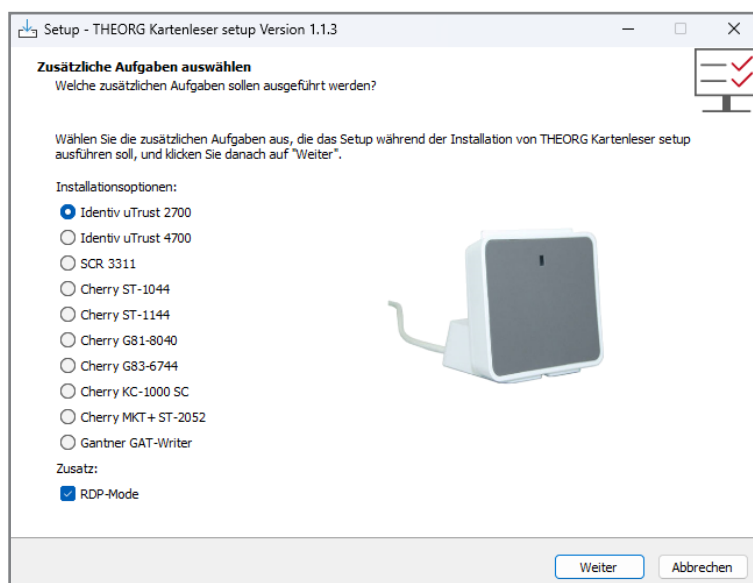 Setup - THEORG Kartenleser setup Version 1.1.3
Zusätzliche Aufgaben auswählen
Welche zusätzlichen Aufgaben sollen ausgeführt werden?
Wählen Sie die zusätzlichen Aufgaben aus, die das Setup während der Installation von THEORG Kartenleser setup
ausführen soll, und klicken Sie danach auf "Weiter".
Installationsoptionen:
Identiv uTrust 2700
Identiv uTrust 4700
SCR 3311
Cherry ST-1044
Cherry ST-1144
Cherry G81-8040
Cherry G83-6744
Cherry KC-1000 SC
Cherry MKT+ ST-2052
Gantner GAT-Writer
Zusatz:
RDP-Mode
Weiter
Abbrechen